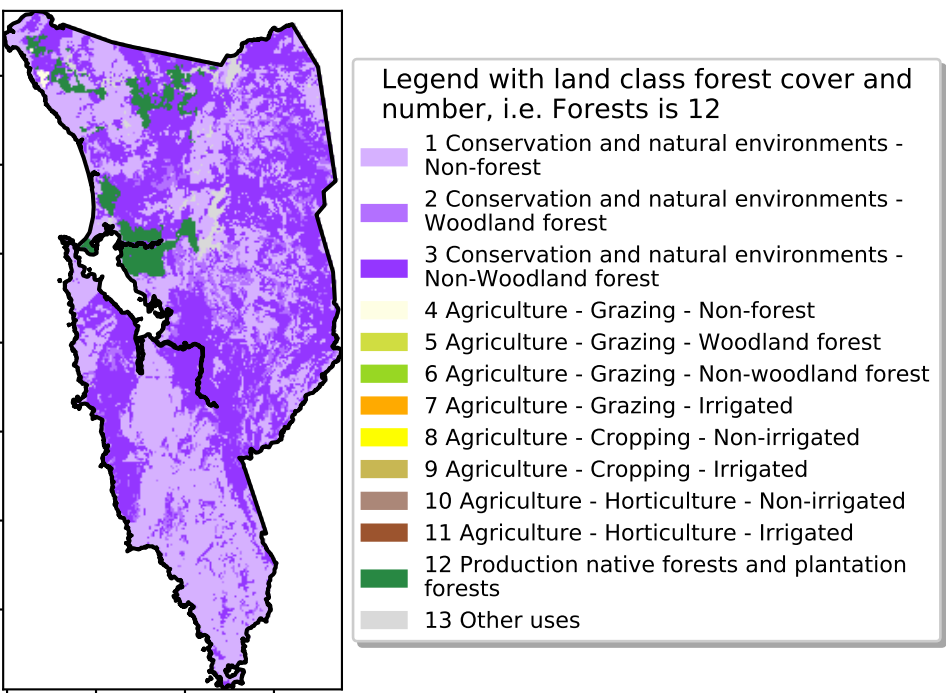 Legend with land class forest cover and
number, i.e. Forests is 12
1 Conservation and natural environments -
Non-forest
2 Conservation and natural environments -
Woodland forest
3 Conservation and natural environments -
Non-Woodland forest
4 Agriculture - Grazing - Non-forest
5 Agriculture - Grazing - Woodland forest
6 Agriculture - Grazing - Non-woodland forest
7 Agriculture - Grazing - Irrigated
8 Agriculture - Cropping - Non-irrigated
9 Agriculture - Cropping - Irrigated
10 Agriculture - Horticulture - Non-irrigated
11 Agriculture - Horticulture - Irrigated
12 Production native forests and plantation
forests
13 Other uses